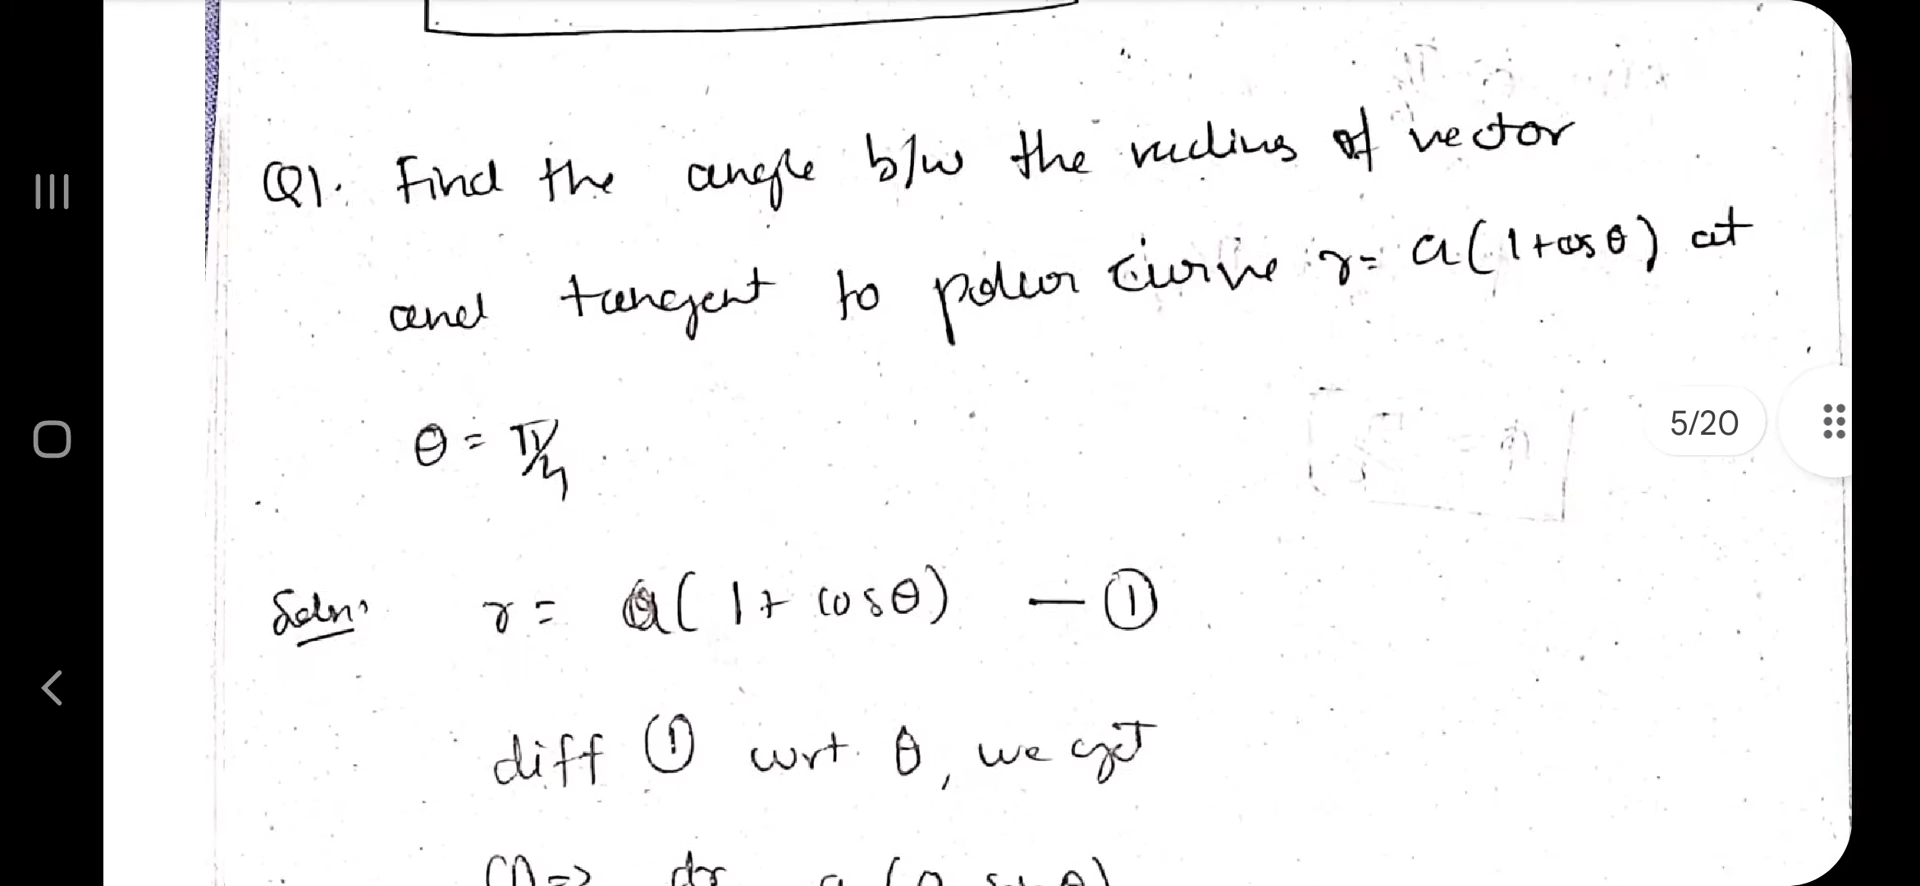 Q1. Find the angle b/w the radius of vector
and tangent to polar curve r = a(1+cos θ) at
θ = π/4
5/20
Soln: r = a(1 + cosθ) — ①
diff ① wrt. θ, we get